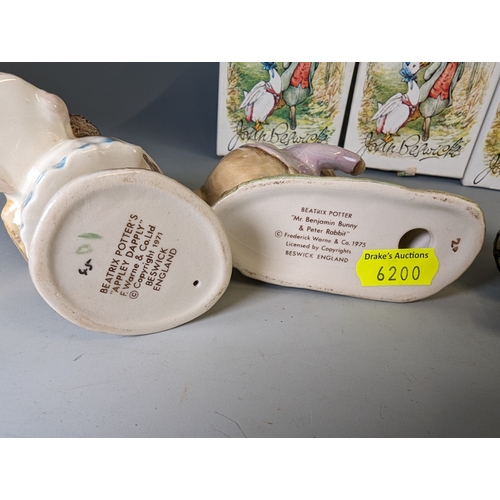 John Beswick
John Beswick
BEATRIX POTTER'S
"APPLEY DAPPLY"
F. Warne & Co.Ltd
© Copyright 1971
BESWICK
ENGLAND
BEATRIX POTTER
"Mr. Benjamin Bunny
& Peter Rabbit"
© Frederick Warne & Co. 1975
Licensed by Copyrights
BESWICK ENGLAND
Drake's Auctions
6200